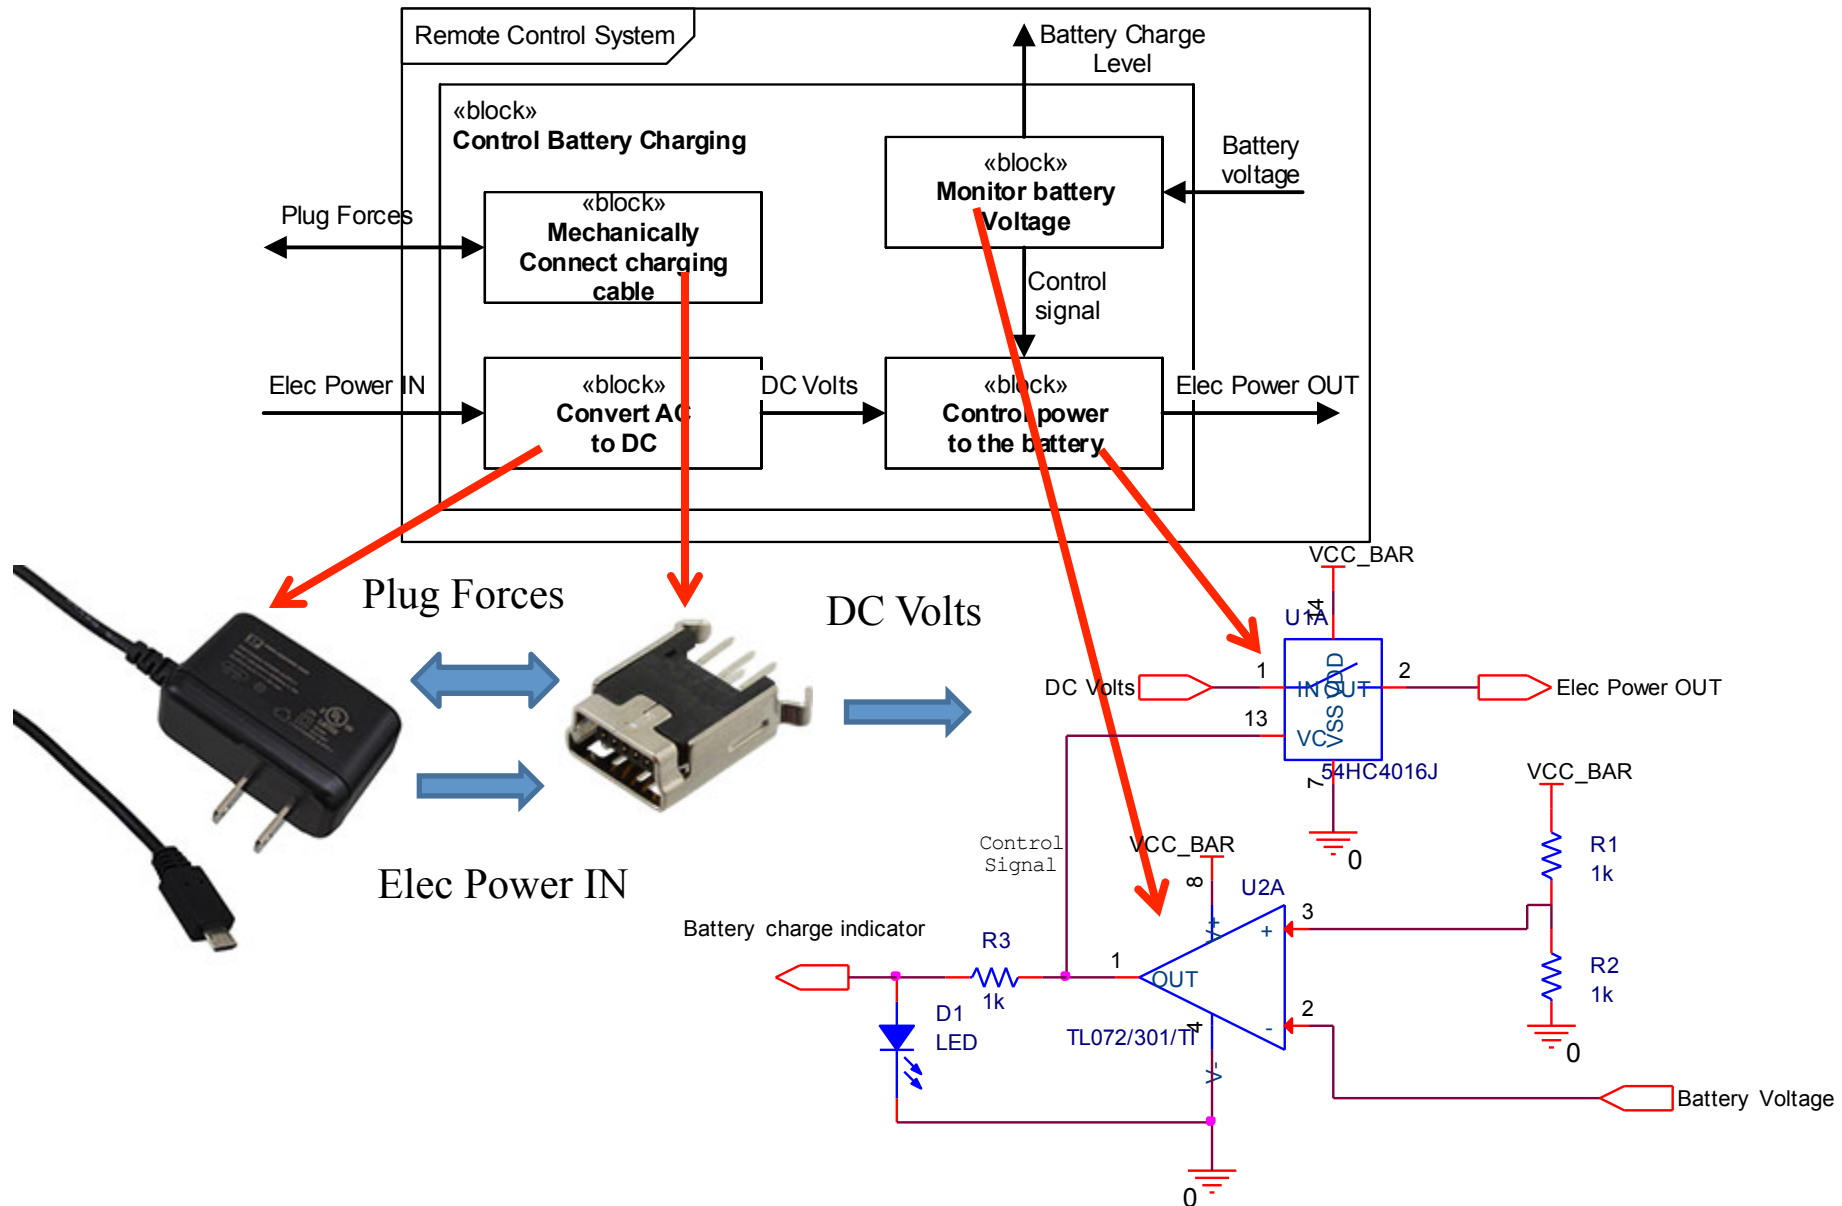 Remote Control System
Battery Charge
Level
«block»
Control Battery Charging
«block»
Monitor battery
Voltage
Battery
voltage
Plug Forces
«block»
Mechanically
Connect charging
cable
Control
signal
Elec Power IN
«block»
Convert AC
to DC
DC Volts
«block»
Control power
to the battery
Elec Power OUT
Plug Forces
DC Volts
Elec Power IN
VCC_BAR
14
U1A
DC Volts
1
IN
OUT
VDD
VSS
2
Elec Power OUT
13
VC
54HC4016J
7
0
VCC_BAR
R1
1k
R2
1k
0
Control
Signal
VCC_BAR
8
U2A
V+
3
+
Battery charge indicator
R3
1k
1
OUT
D1
LED
TL072/301/TI
4
V-
2
-
Battery Voltage
0